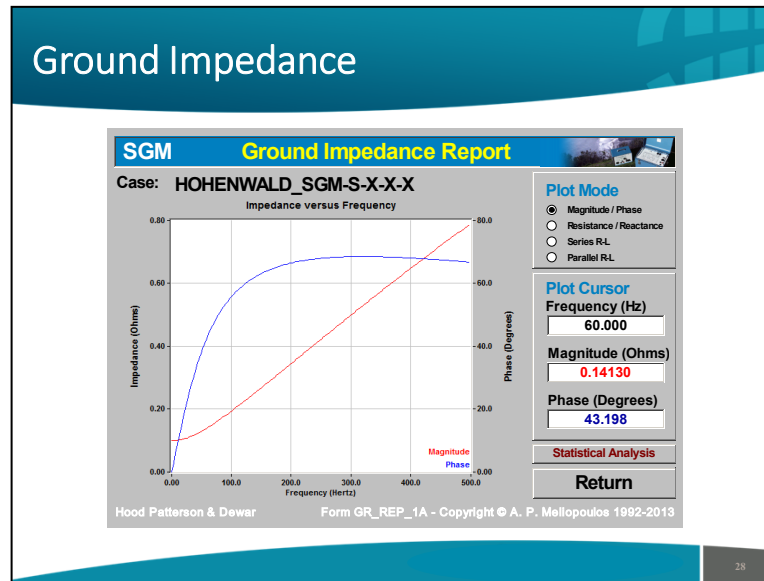 Ground Impedance
SGM Ground Impedance Report
Case: HOHENWALD_SGM-S-X-X-X
Impedance versus Frequency
0.80
0.60
0.40
0.20
0.00
Impedance (Ohms)
80.0
60.0
40.0
20.0
0.00
Phase (Degrees)
Magnitude
Phase
0.00 100.0 200.0 300.0 400.0 500.0
Frequency (Hertz)
Plot Mode
Magnitude / Phase
Resistance / Reactance
Series R-L
Parallel R-L
Plot Cursor
Frequency (Hz)
60.000
Magnitude (Ohms)
0.14130
Phase (Degrees)
43.198
Statistical Analysis
Return
Hood Patterson & Dewar Form GR_REP_1A - Copyright © A. P. Meliopoulos 1992-2013
28